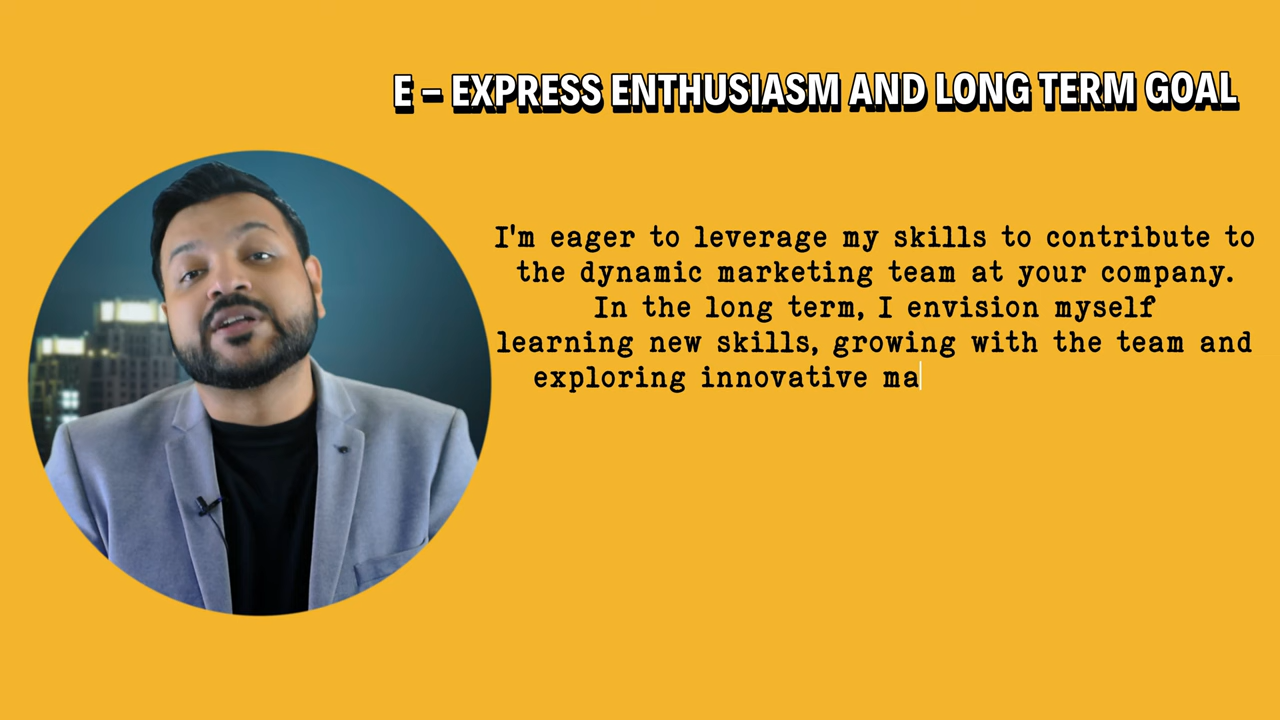 E – EXPRESS ENTHUSIASM AND LONG TERM GOAL
I'm eager to leverage my skills to contribute to
the dynamic marketing team at your company.
In the long term, I envision myself
learning new skills, growing with the team and
exploring innovative ma